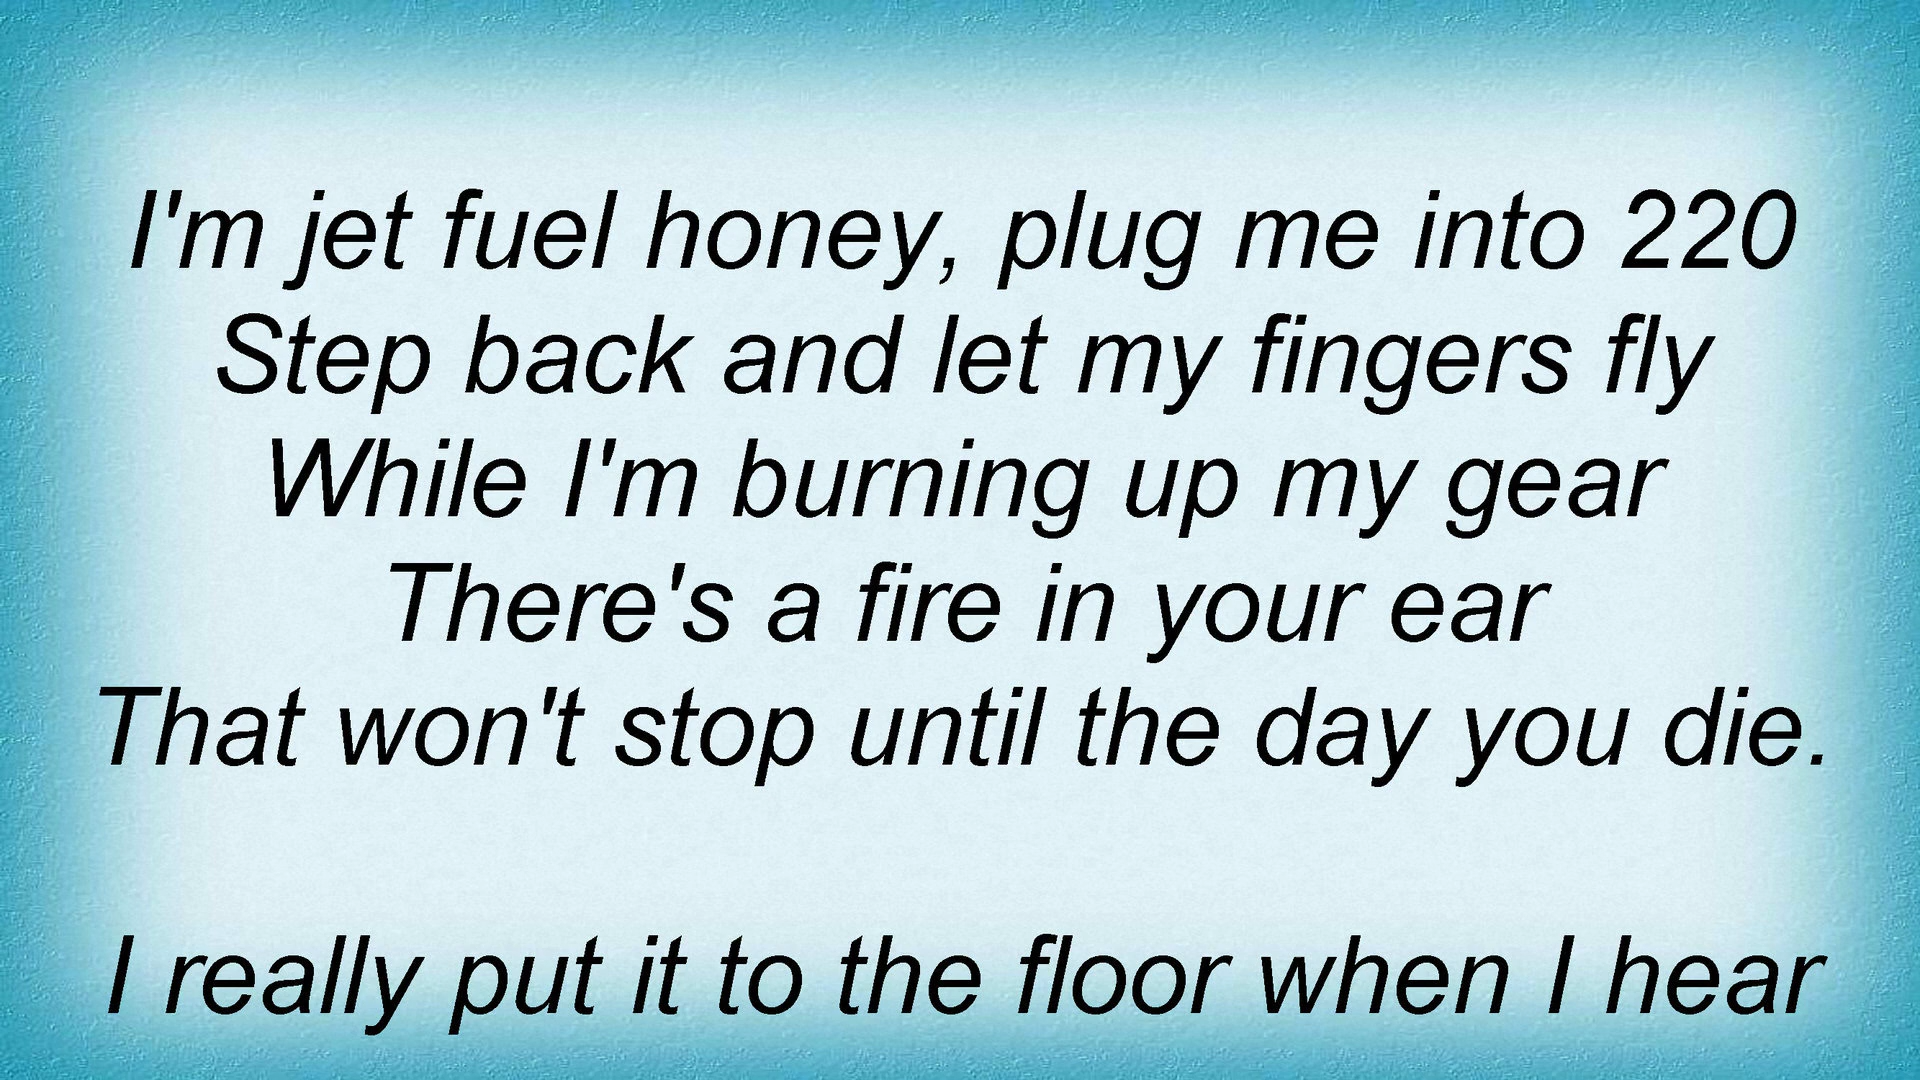 I'm jet fuel honey, plug me into 220
Step back and let my fingers fly
While I'm burning up my gear
There's a fire in your ear
That won't stop until the day you die.
I really put it to the floor when I hear